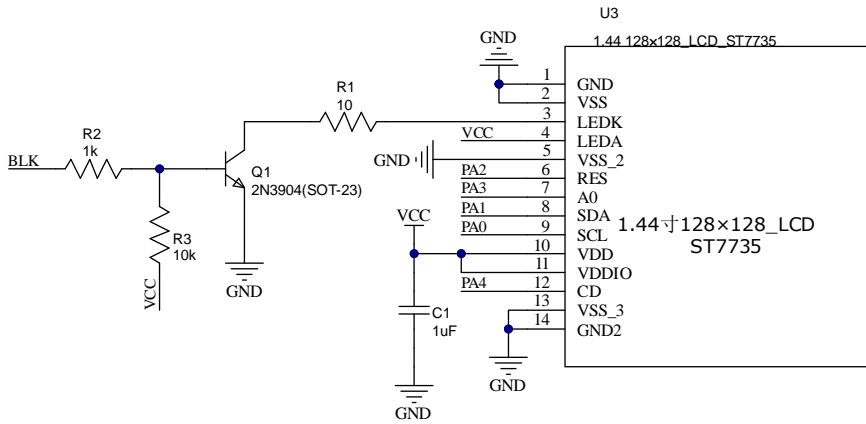 U3
1.44 128×128_LCD_ST7735
GND
1 GND
2 VSS
R1
10
3 LEDK
VCC 4 LEDA
GND 5 VSS_2
PA2 6 RES
PA3 7 A0
PA1 8 SDA
PA0 9 SCL
10 VDD
11 VDDIO
PA4 12 CD
13 VSS_3
14 GND2
1.44寸128×128_LCD
ST7735
R2
1k
BLK
Q1
2N3904(SOT-23)
R3
10k
VCC
GND
VCC
C1
1uF
GND
GND